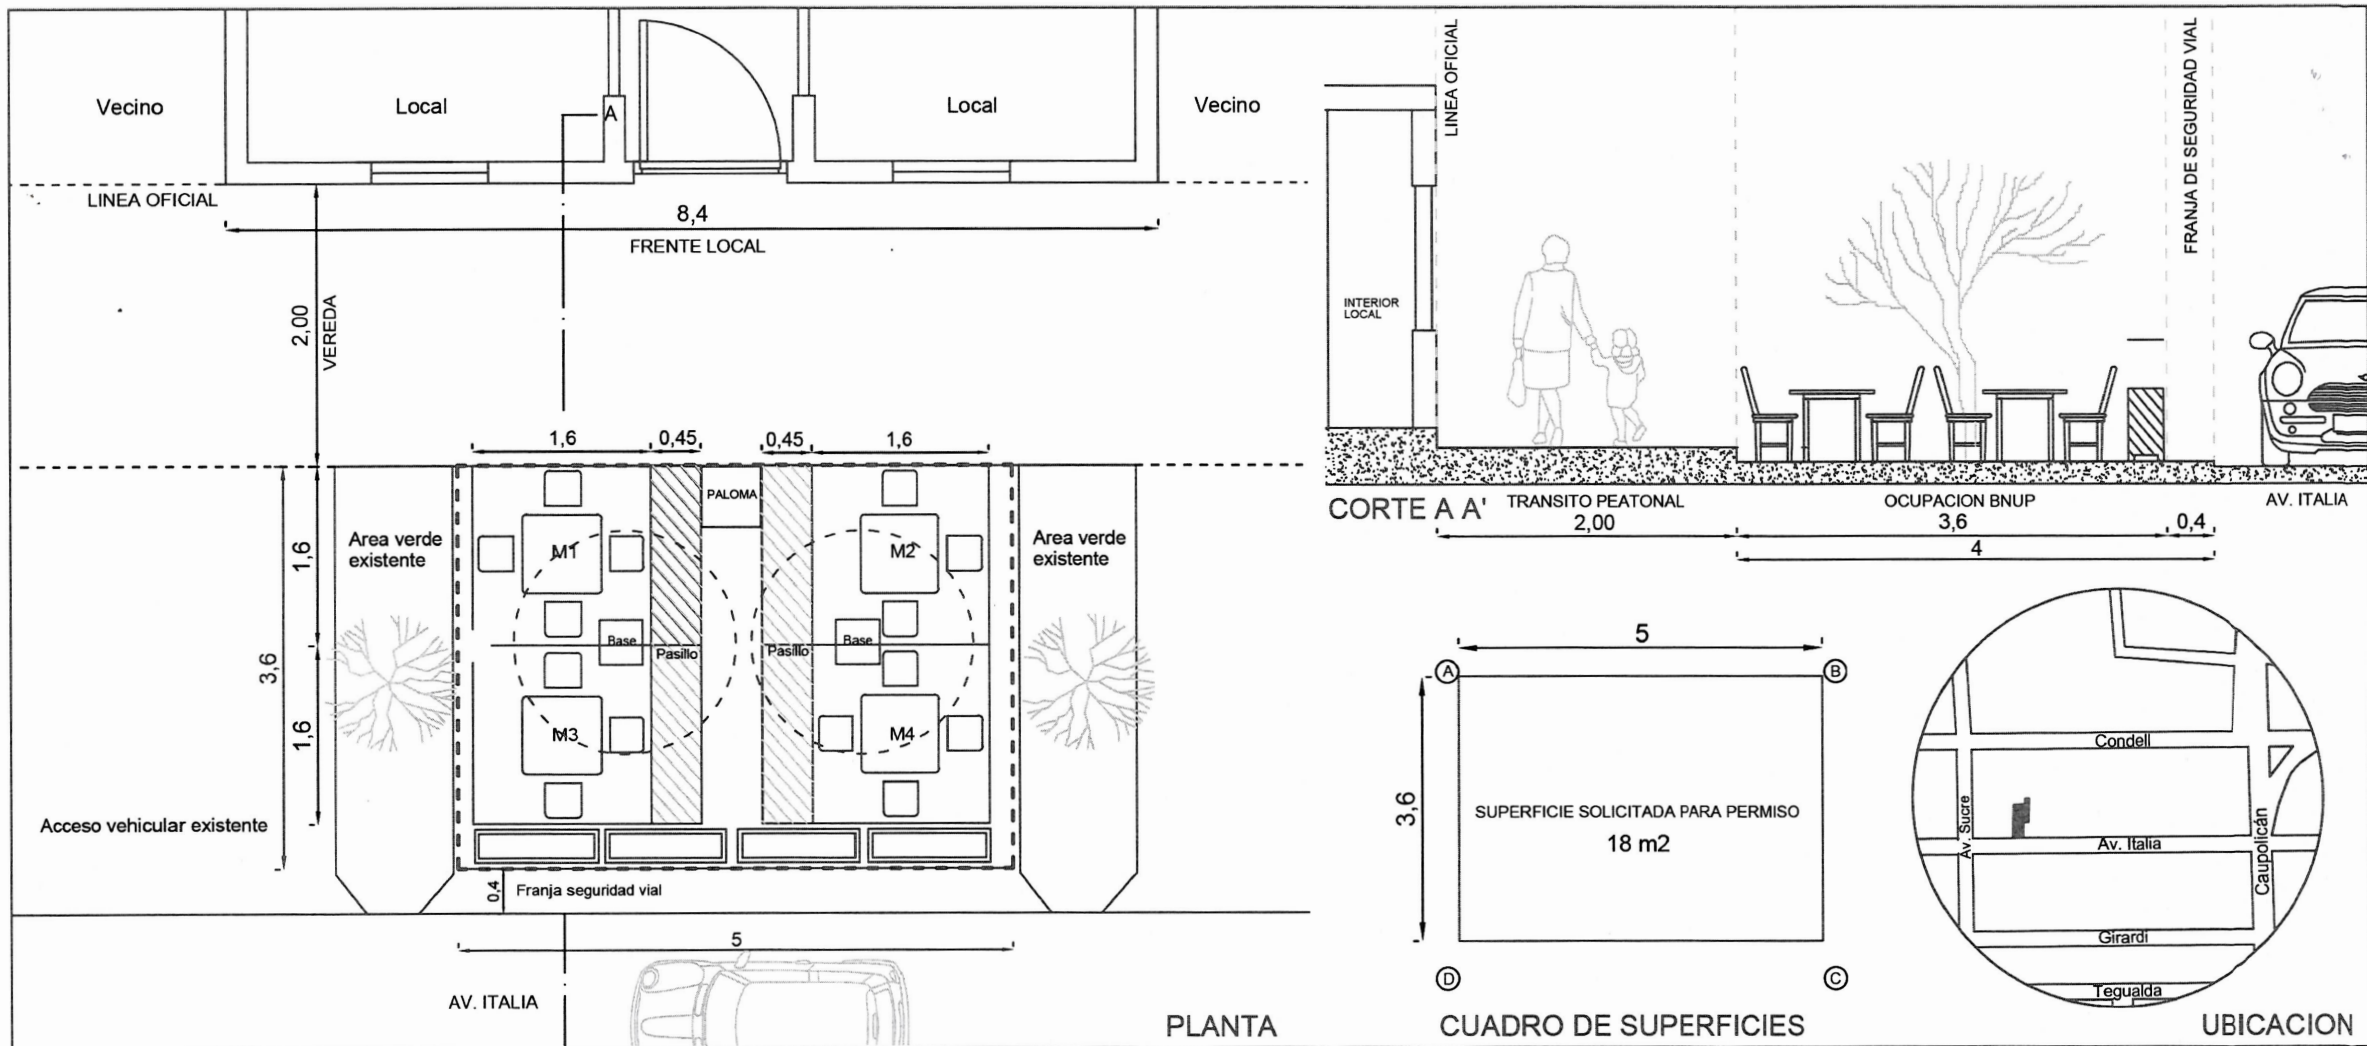 Vecino
Local
A
Local
Vecino
LINEA OFICIAL
8,4
FRENTE LOCAL
2,00
VEREDA
1,6
0,45
0,45
1,6
PALOMA
Area verde
existente
M1
M2
Area verde
existente
1,6
3,6
1,6
Base
Pasillo
Pasillo
Base
M3
M4
Acceso vehicular existente
0,4
Franja seguridad vial
5
AV. ITALIA
PLANTA
LINEA OFICIAL
FRANJA DE SEGURIDAD VIAL
INTERIOR
LOCAL
CORTE A A'
TRANSITO PEATONAL
OCUPACION BNUP
AV. ITALIA
2,00
3,6
0,4
4
5
A
B
3,6
SUPERFICIE SOLICITADA PARA PERMISO
18 m2
D
C
CUADRO DE SUPERFICIES
Condell
Av. Sucre
Av. Italia
Caupolicán
Girardi
Tegualda
UBICACION